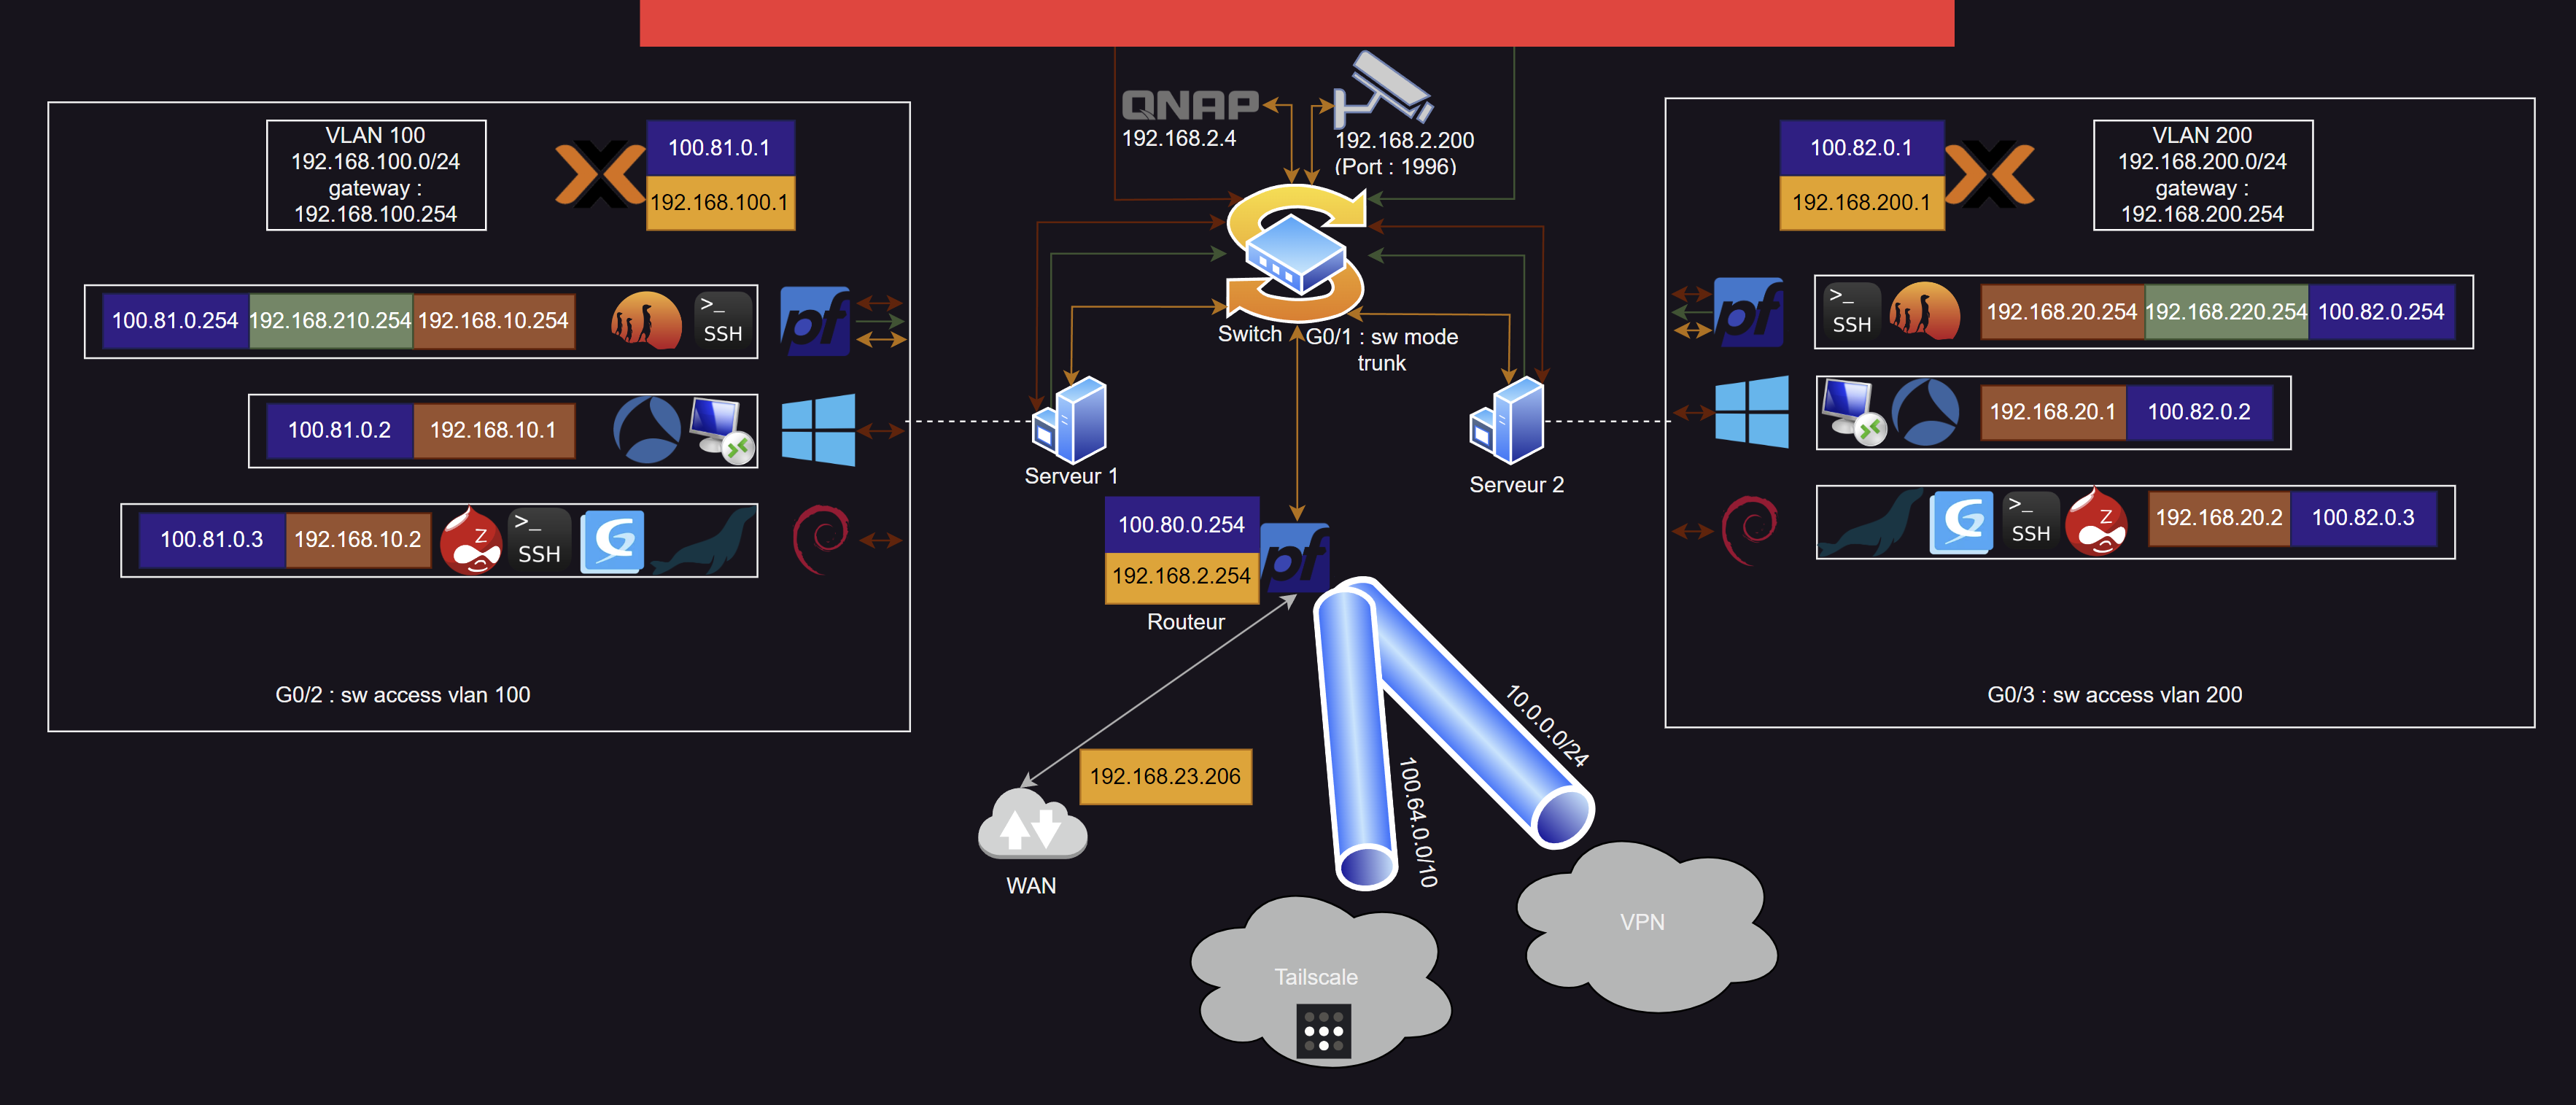 QNAP
192.168.2.4
192.168.2.200
(Port : 1996)
VLAN 100
192.168.100.0/24
gateway :
192.168.100.254
100.81.0.1
192.168.100.1
100.82.0.1
192.168.200.1
VLAN 200
192.168.200.0/24
gateway :
192.168.200.254
100.81.0.254
192.168.210.254
192.168.10.254
>_
SSH
pf
Switch
G0/1 : sw mode
trunk
pf
>_
SSH
192.168.20.254
192.168.220.254
100.82.0.254
100.81.0.2
192.168.10.1
Serveur 1
Serveur 2
192.168.20.1
100.82.0.2
100.81.0.3
192.168.10.2
Z
>_
SSH
100.80.0.254
192.168.2.254
pf
Routeur
>_
SSH
Z
192.168.20.2
100.82.0.3
G0/2 : sw access vlan 100
G0/3 : sw access vlan 200
192.168.23.206
WAN
100.64.0.0/10
10.0.0.0/24
Tailscale
VPN